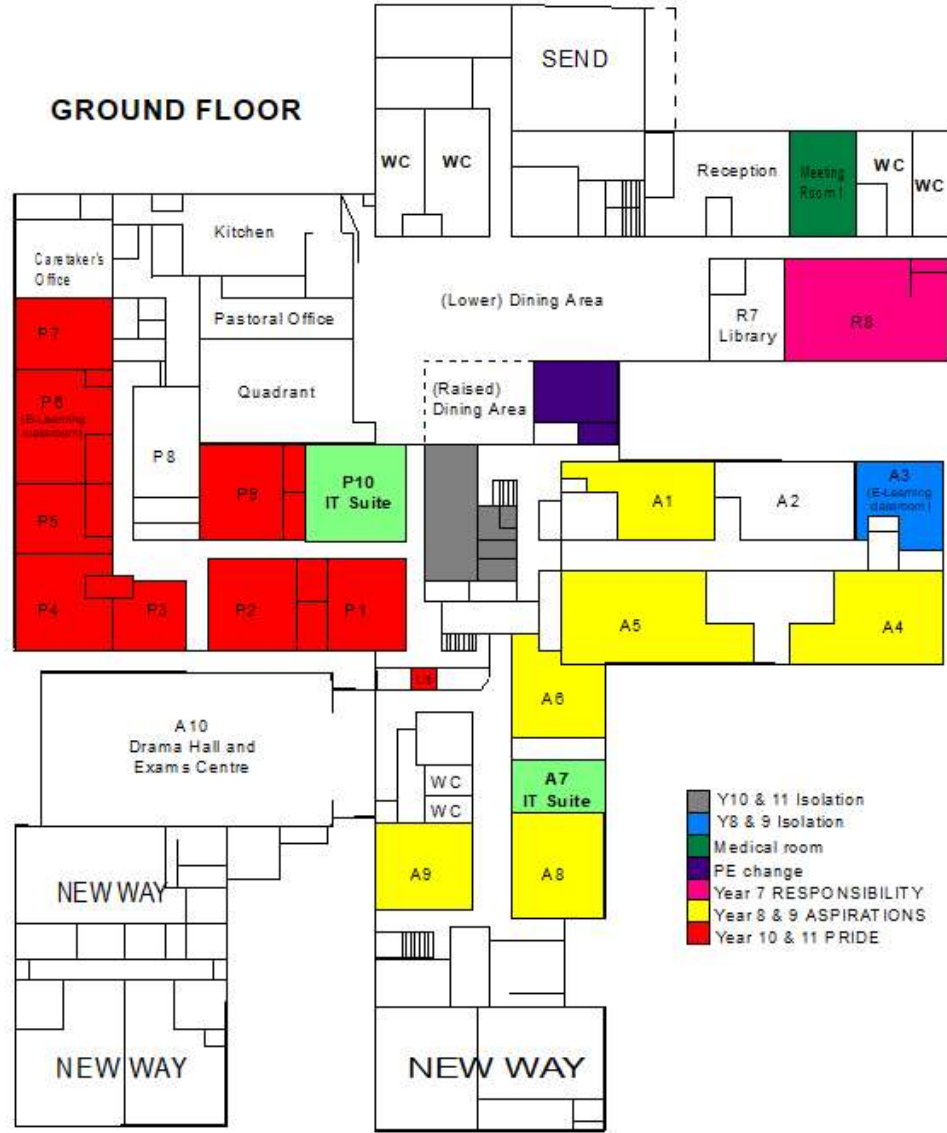 SEND
GROUND FLOOR
WC
WC
Reception
Meeting
Room 1
WC
WC
Kitchen
Caretaker's
Office
(Lower) Dining Area
Pastoral Office
R7
Library
R8
P7
Quadrant
(Raised)
Dining Area
P6
(E-Learning
classroom)
P8
P9
P10
IT Suite
A1
A2
A3
(E-Learning
classroom)
P5
P4
P3
P2
P1
A5
A4
A6
A10
Drama Hall and
Exams Centre
WC
WC
A7
IT Suite
A9
A8
NEW WAY
Y10 & 11 Isolation
Y8 & 9 Isolation
Medical room
PE change
Year 7 RESPONSIBILITY
Year 8 & 9 ASPIRATIONS
Year 10 & 11 PRIDE
NEW WAY
NEW WAY